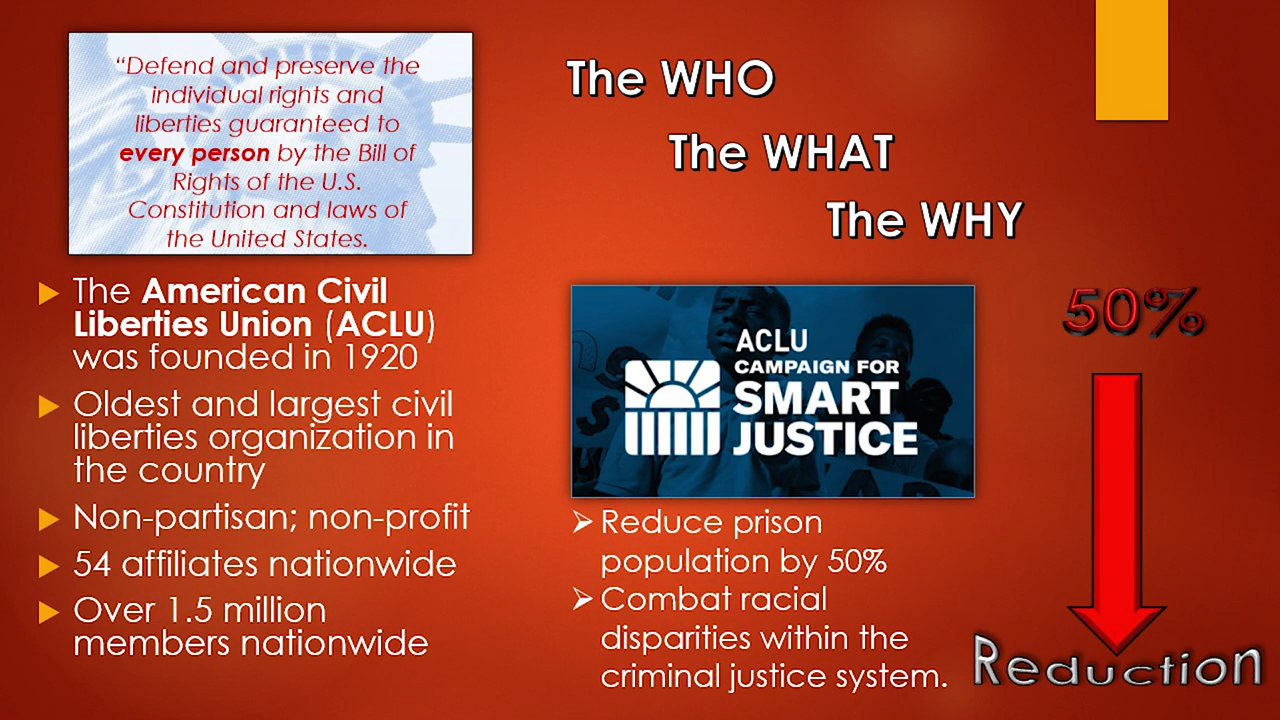 “Defend and preserve the
individual rights and
liberties guaranteed to
every person by the Bill of
Rights of the U.S.
Constitution and laws of
the United States.
The American Civil
Liberties Union (ACLU)
was founded in 1920
Oldest and largest civil
liberties organization in
the country
Non-partisan; non-profit
54 affiliates nationwide
Over 1.5 million
members nationwide
The WHO
The WHAT
The WHY
ACLU
CAMPAIGN FOR
SMART
JUSTICE
Reduce prison
population by 50%
Combat racial
disparities within the
criminal justice system.
50%
Reduction